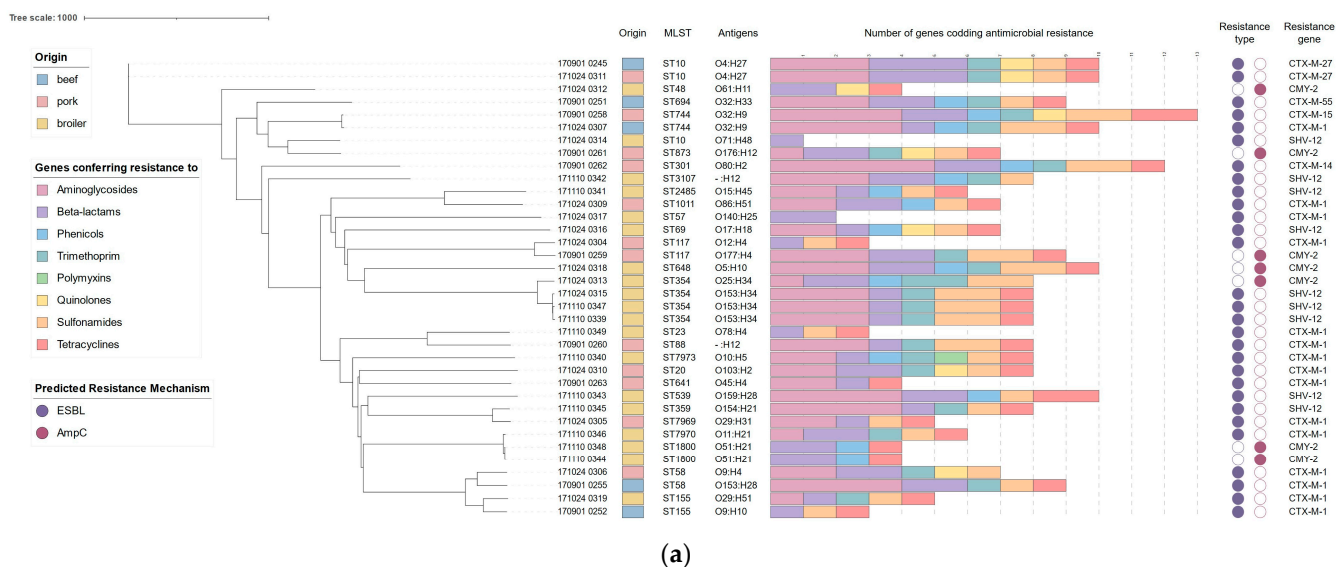 Tree scale: 1000
Origin
beef
pork
broiler
Genes conferring resistance to
Aminoglycosides
Beta-lactams
Phenicols
Trimethoprim
Polymyxins
Quinolones
Sulfonamides
Tetracyclines
Predicted Resistance Mechanism
ESBL
AmpC
Origin MLST Antigens Number of genes codding antimicrobial resistance Resistance type Resistance gene
1 2 3 4 5 6 7 8 9 10 11 12 13
170901 0245 ST10 O4:H27 CTX-M-27
171024 0311 ST10 O4:H27 CTX-M-27
171024 0312 ST48 O61:H11 CMY-2
170901 0251 ST694 O32:H33 CTX-M-55
170901 0258 ST744 O32:H9 CTX-M-15
171024 0307 ST744 O32:H9 CTX-M-1
171024 0314 ST10 O71:H48 SHV-12
170901 0261 ST873 O176:H12 CMY-2
170901 0262 ST301 O80:H2 CTX-M-14
171110 0342 ST3107 - :H12 SHV-12
171110 0341 ST2485 O15:H45 SHV-12
171024 0309 ST1011 O86:H51 CTX-M-1
171024 0317 ST57 O140:H25 CTX-M-1
171024 0316 ST69 O17:H18 SHV-12
171024 0304 ST117 O12:H4 CTX-M-1
170901 0259 ST117 O177:H4 CMY-2
171024 0318 ST648 O5:H10 CMY-2
171024 0313 ST354 O25:H34 CMY-2
171024 0315 ST354 O153:H34 SHV-12
171110 0347 ST354 O153:H34 SHV-12
171110 0339 ST354 O153:H34 SHV-12
171110 0349 ST23 O78:H4 CTX-M-1
170901 0260 ST88 - :H12 CTX-M-1
171110 0340 ST7973 O10:H5 CTX-M-1
171024 0310 ST20 O103:H2 CTX-M-1
170901 0263 ST641 O45:H4 CTX-M-1
171110 0343 ST539 O159:H28 SHV-12
171110 0345 ST359 O154:H21 SHV-12
171024 0305 ST7969 O29:H31 CTX-M-1
171110 0346 ST7970 O11:H21 CTX-M-1
171110 0348 ST1800 O51:H21 CMY-2
171110 0344 ST1800 O51:H21 CMY-2
171024 0306 ST58 O9:H4 CTX-M-1
170901 0255 ST58 O153:H28 CTX-M-1
171024 0319 ST155 O29:H51 CTX-M-1
170901 0252 ST155 O9:H10 CTX-M-1
(a)